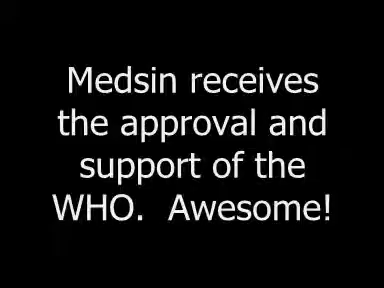 Medsin receives
the approval and
support of the
WHO.  Awesome!